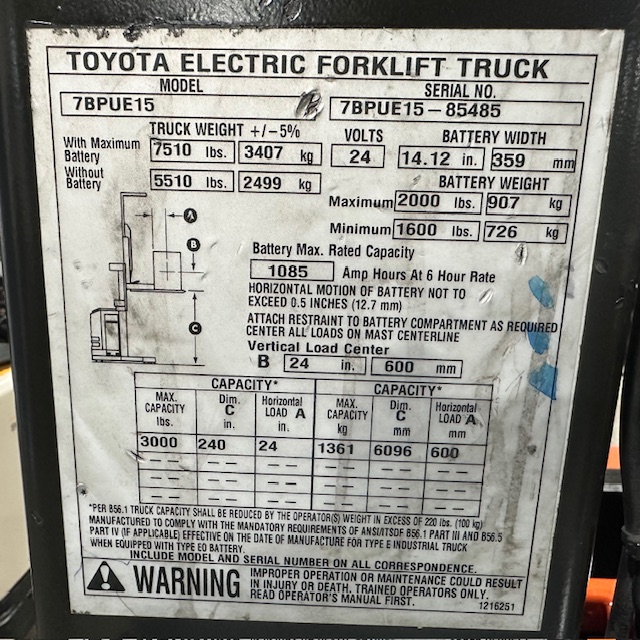 TOYOTA ELECTRIC FORKLIFT TRUCK
MODEL SERIAL NO.
7BPUE15 7BPUE15-85485
TRUCK WEIGHT +/-5% VOLTS BATTERY WIDTH
With Maximum Battery 7510 lbs. 3407 kg 24 14.12 in. 359 mm
Without Battery 5510 lbs. 2499 kg BATTERY WEIGHT
Maximum 2000 lbs. 907 kg
Minimum 1600 lbs. 726 kg
A
B
C
Battery Max. Rated Capacity
1085 Amp Hours At 6 Hour Rate
HORIZONTAL MOTION OF BATTERY NOT TO
EXCEED 0.5 INCHES (12.7 mm)
ATTACH RESTRAINT TO BATTERY COMPARTMENT AS REQUIRED
CENTER ALL LOADS ON MAST CENTERLINE
Vertical Load Center
B 24 in. 600 mm
CAPACITY* CAPACITY*
MAX. CAPACITY lbs. Dim. C in. Horizontal LOAD A in. MAX. CAPACITY kg Dim. C mm Horizontal LOAD A mm
3000 240 24 1361 6096 600
-- -- -- -- -- --
-- -- -- -- -- --
-- -- -- -- -- --
*PER B56.1 TRUCK CAPACITY SHALL BE REDUCED BY THE OPERATOR(S) WEIGHT IN EXCESS OF 220 lbs. (100 kg)
MANUFACTURED TO COMPLY WITH THE MANDATORY REQUIREMENTS OF ANSI/ITSDF B56.1 PART III AND B56.5
PART IV (IF APPLICABLE) EFFECTIVE ON THE DATE OF MANUFACTURE FOR TYPE E INDUSTRIAL TRUCK
WHEN EQUIPPED WITH TYPE EO BATTERY.
INCLUDE MODEL AND SERIAL NUMBER ON ALL CORRESPONDENCE.
WARNING
IMPROPER OPERATION OR MAINTENANCE COULD RESULT
IN INJURY OR DEATH. TRAINED OPERATORS ONLY.
READ OPERATOR'S MANUAL FIRST.
1216251